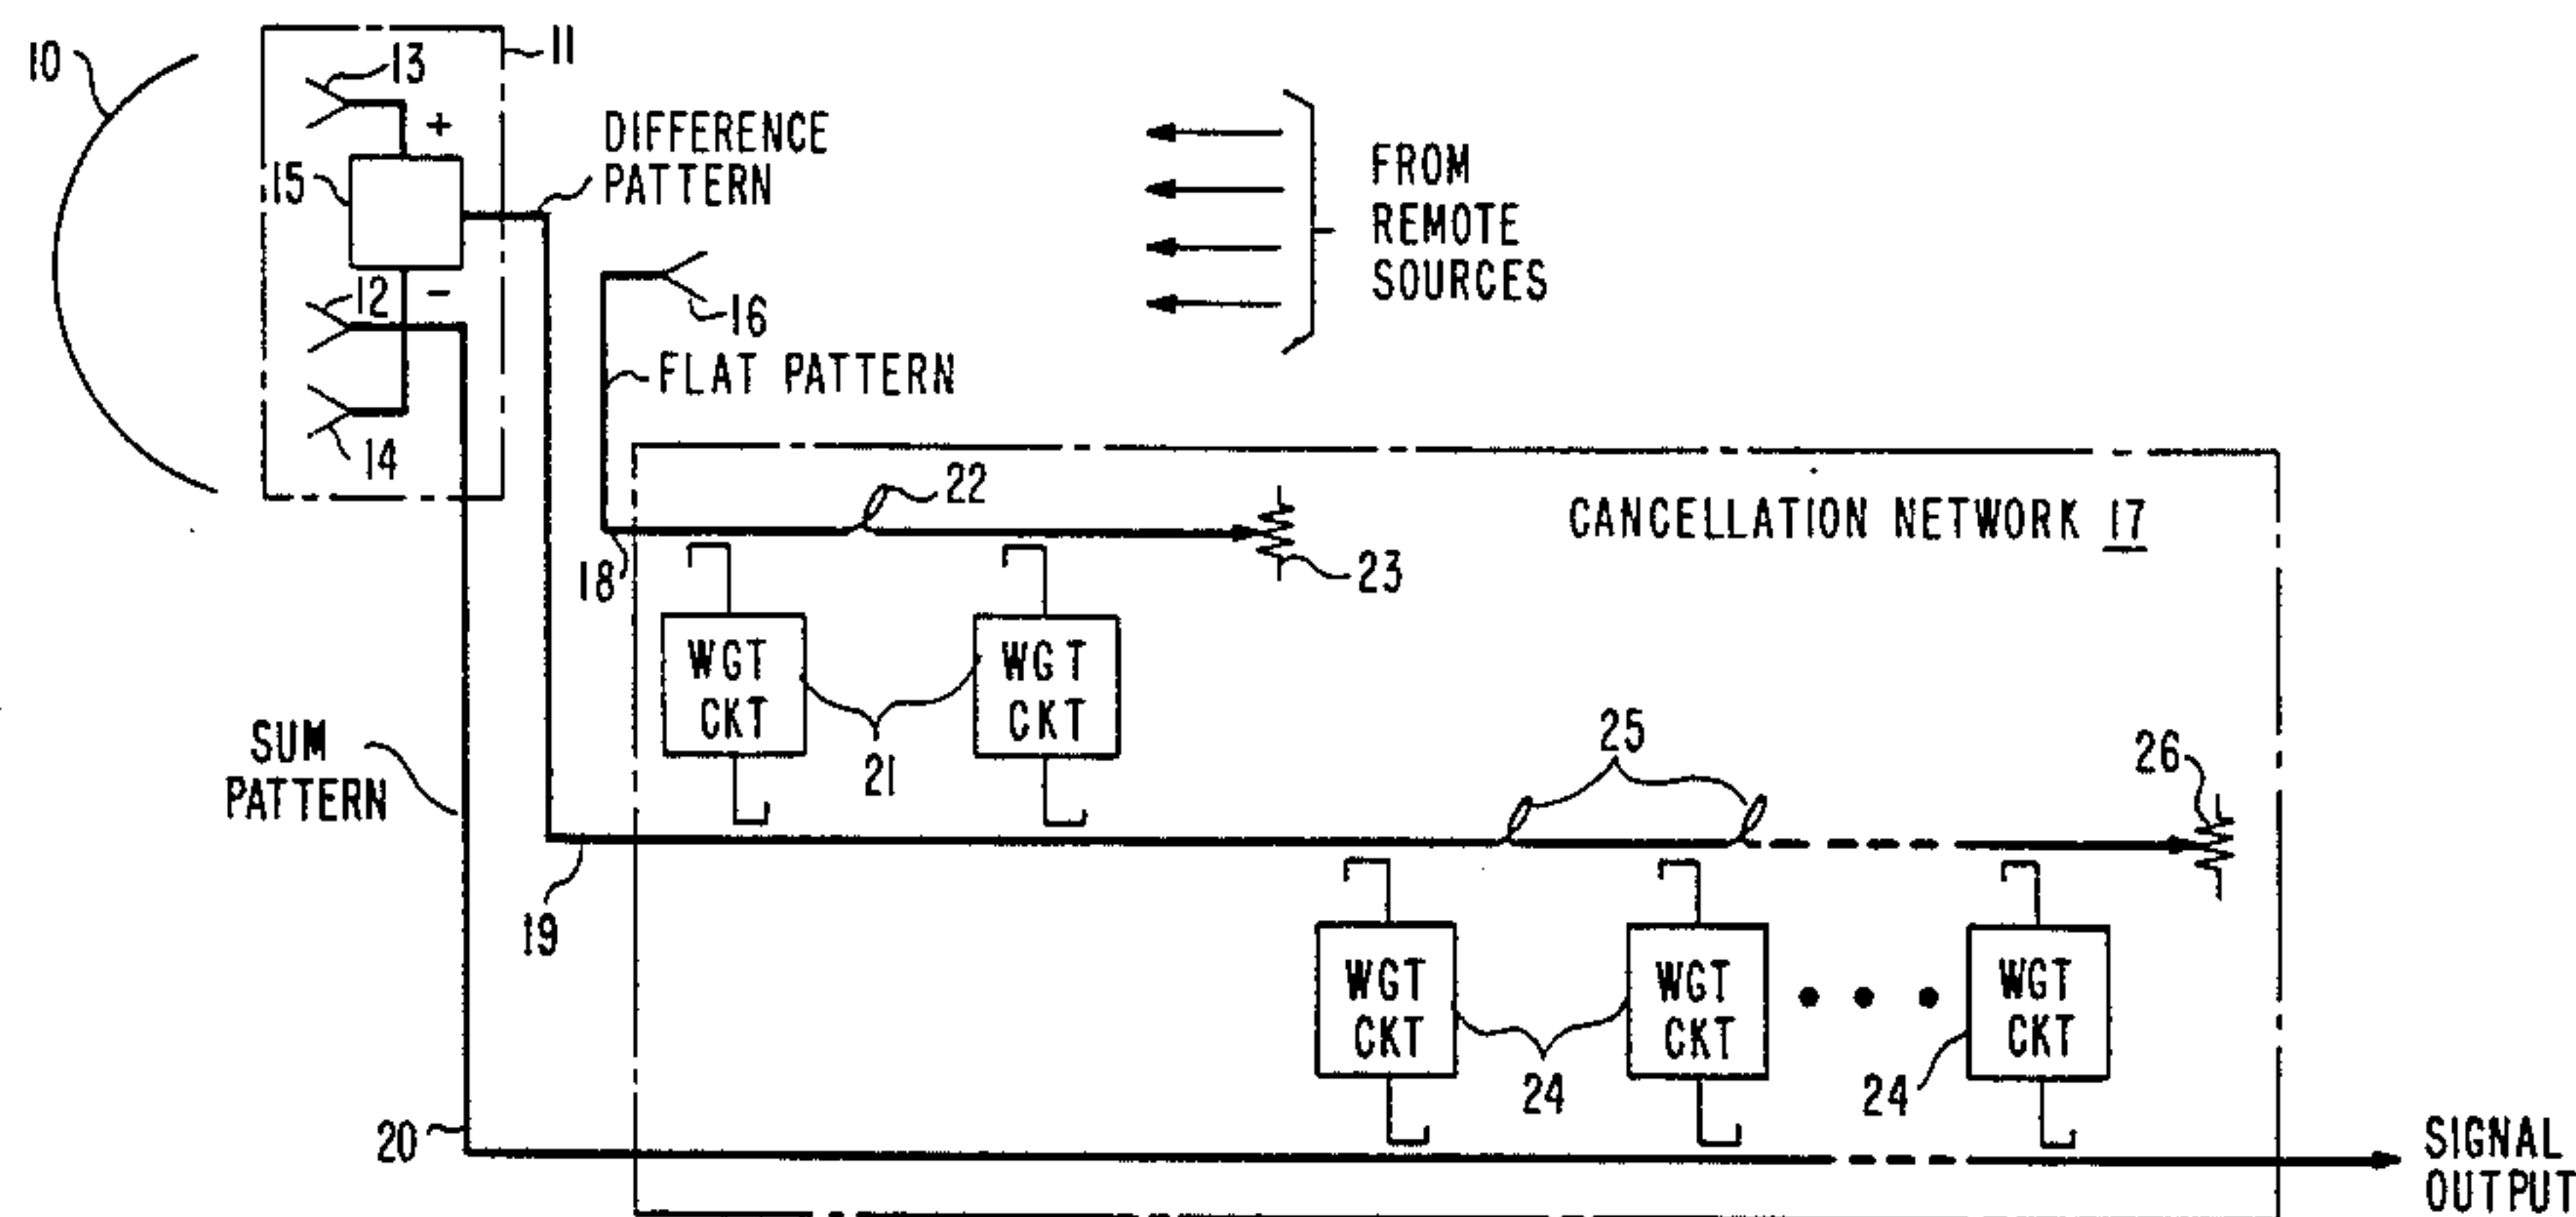 10
13
11
+
DIFFERENCE
PATTERN
15
12
-
16
14
FLAT PATTERN
FROM
REMOTE
SOURCES
22
CANCELLATION NETWORK 17
18
23
WGT
CKT
WGT
CKT
21
SUM
PATTERN
25
26
19
WGT
CKT
WGT
CKT
WGT
CKT
24
24
20
SIGNAL
OUTPUT